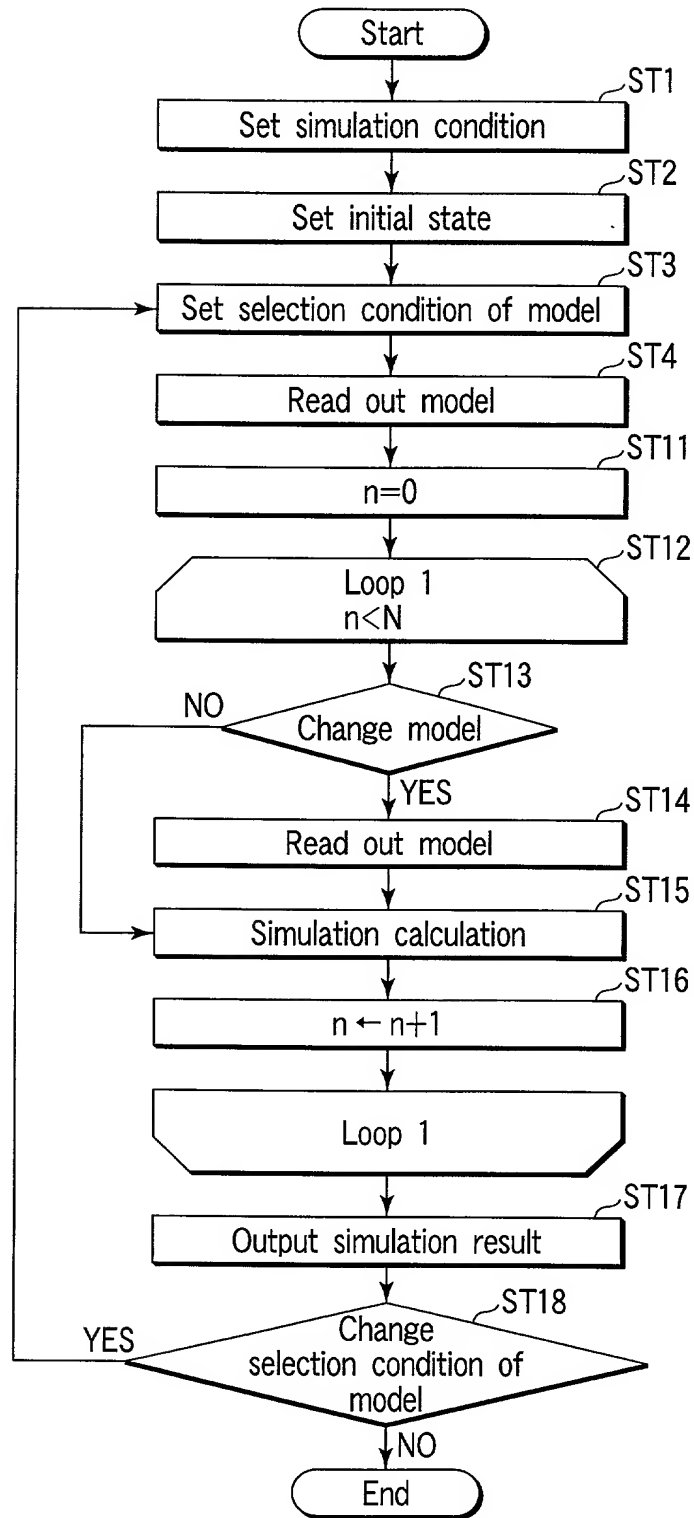 Start
ST1
Set simulation condition
ST2
Set initial state
ST3
Set selection condition of model
ST4
Read out model
ST11
n=0
ST12
Loop 1
n<N
ST13
NO
Change model
YES
ST14
Read out model
ST15
Simulation calculation
ST16
n ← n+1
Loop 1
ST17
Output simulation result
ST18
YES
Change
selection condition of
model
NO
End